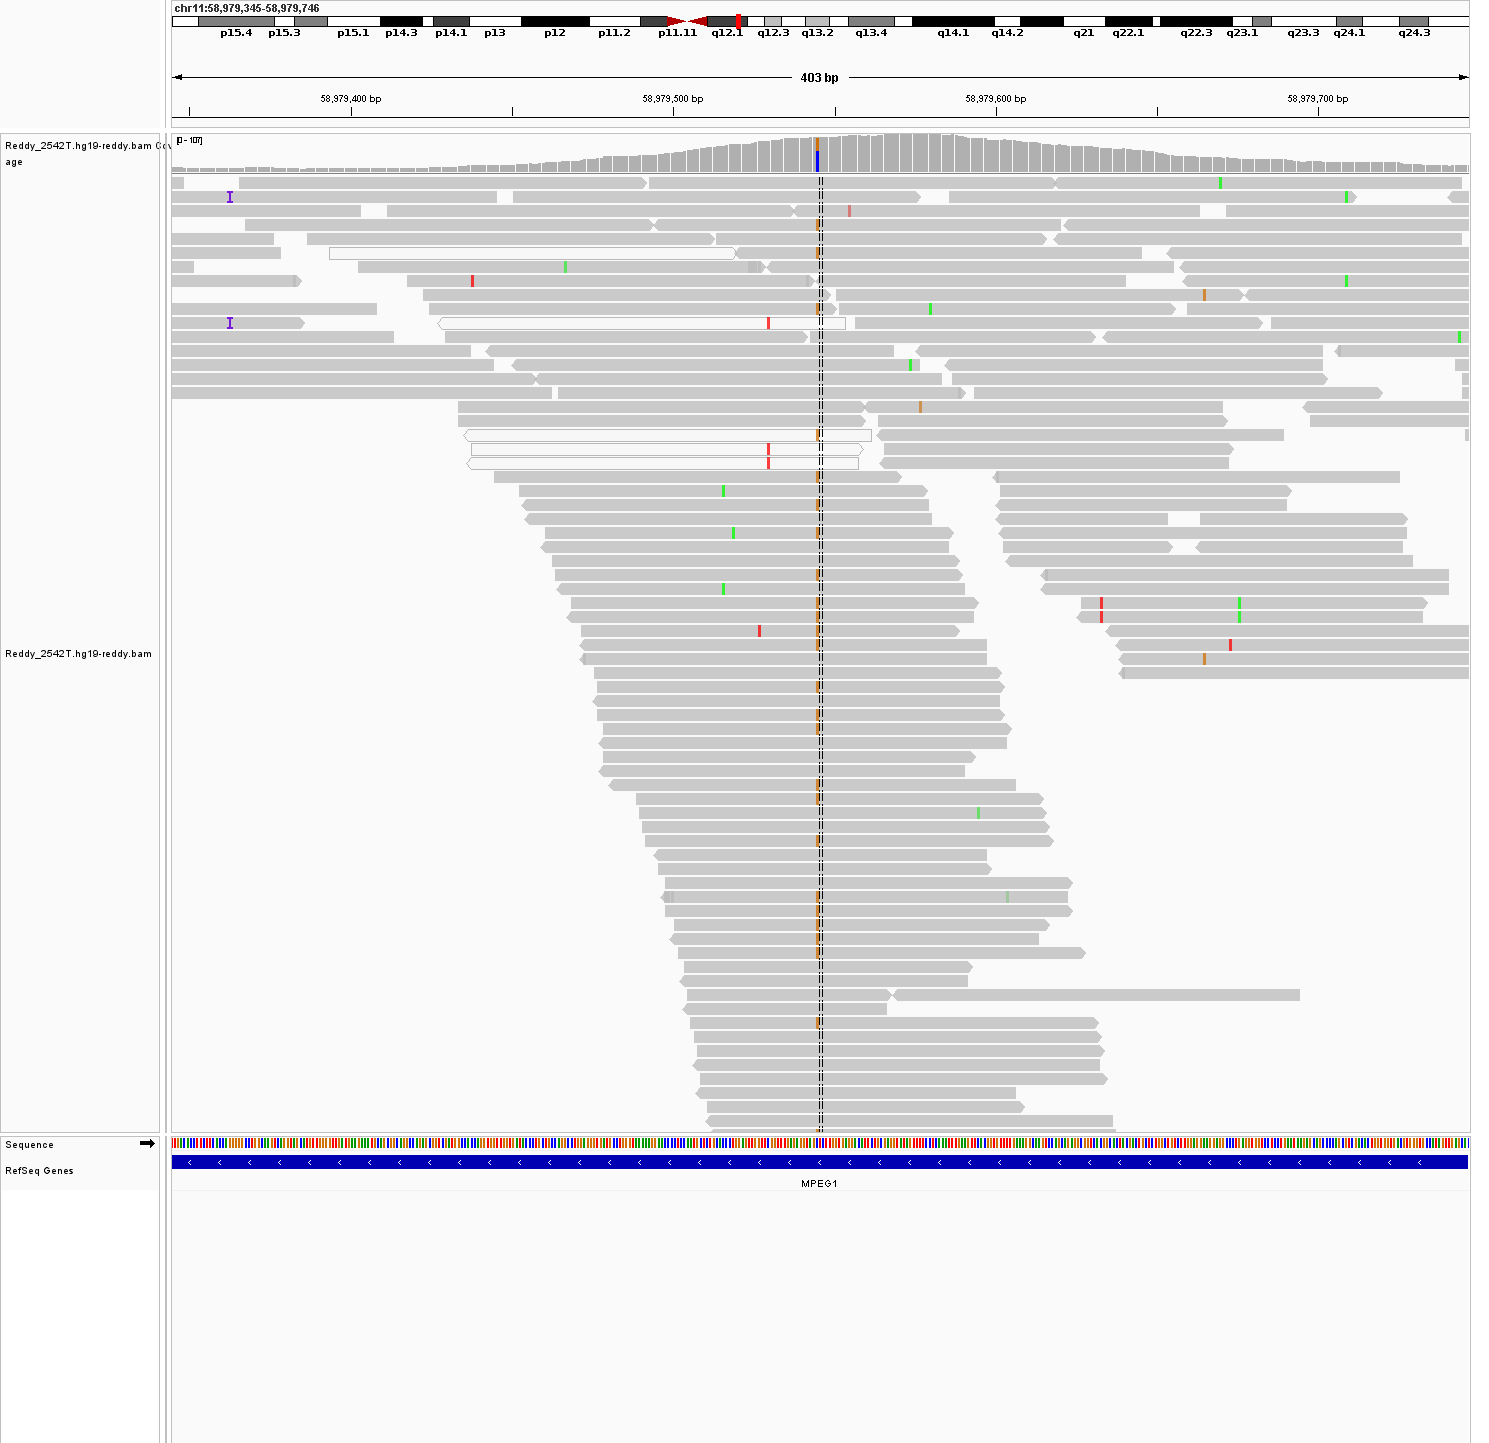 chr11:58,979,345-58,979,746
p15.4 p15.3 p15.1 p14.3 p14.1 p13 p12 p11.2 p11.11 q12.1 q12.3 q13.2 q13.4 q14.1 q14.2 q21 q22.1 q22.3 q23.1 q23.3 q24.1 q24.3
403 bp
58,979,400 bp 58,979,500 bp 58,979,600 bp 58,979,700 bp
[0 - 107]
Reddy_2542T.hg19-reddy.bam Cov
age
Reddy_2542T.hg19-reddy.bam
Sequence
RefSeq Genes
MPEG1